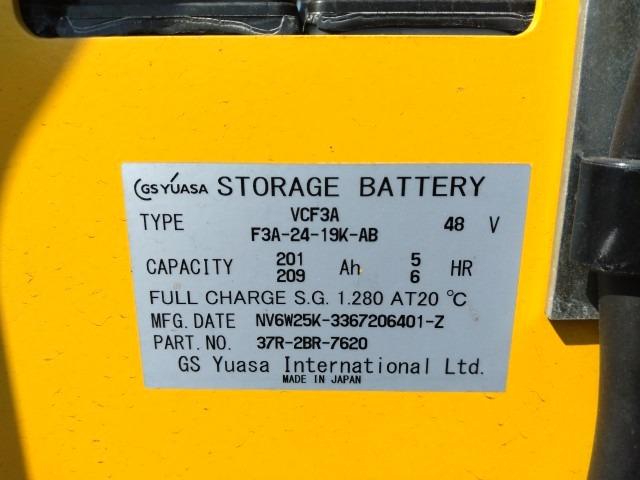 GS YUASA STORAGE BATTERY
TYPE VCF3A 48 V
F3A-24-19K-AB
CAPACITY 201 Ah 5 HR
209 6
FULL CHARGE S.G. 1.280 AT20 ℃
MFG. DATE NV6W25K-3367206401-Z
PART. NO. 37R-2BR-7620
GS Yuasa International Ltd.
MADE IN JAPAN